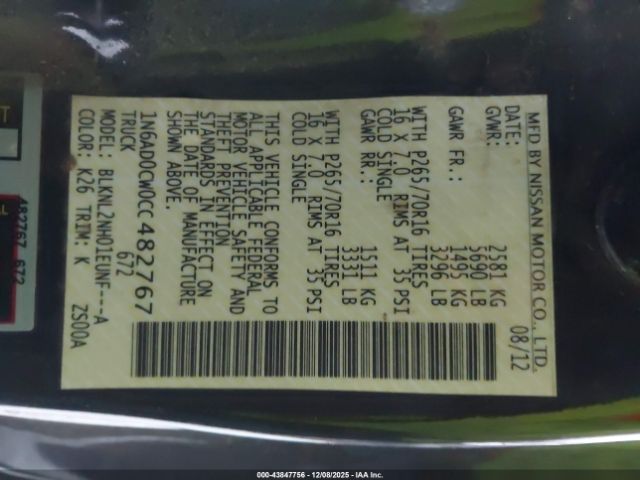 MFD BY NISSAN MOTOR CO., LTD.
DATE: 08/12
GVWR: 2581 KG
5690 LB
GAWR FR.: 1495 KG
3296 LB
WITH P265/70R16 TIRES
16 X 7.0 RIMS AT 35 PSI
COLD SINGLE
GAWR RR.: 1511 KG
3331 LB
WITH P265/70R16 TIRES
16 X 7.0 RIMS AT 35 PSI
COLD SINGLE
THIS VEHICLE CONFORMS TO
ALL APPLICABLE FEDERAL
MOTOR VEHICLE SAFETY AND
THEFT PREVENTION
STANDARDS IN EFFECT ON
THE DATE OF MANUFACTURE
SHOWN ABOVE.
1N6AD0CW0CC482767
TRUCK 672
MODEL: BLKNL2NH01EUNF---A
COLOR: K26 TRIM: K ZS00A
482767 672
000-43847756 - 12/08/2025 - IAA Inc.